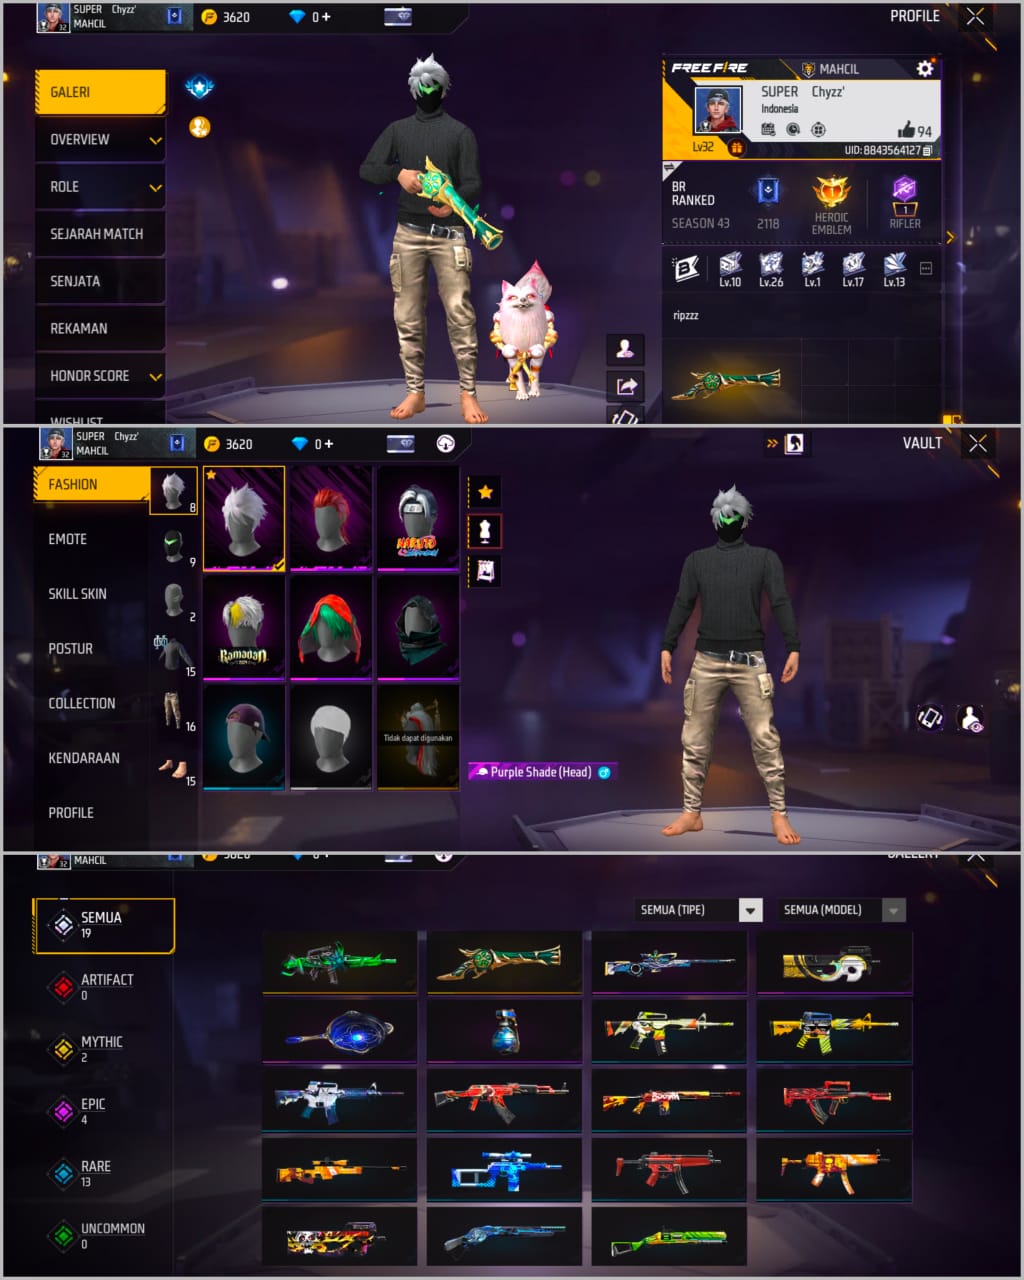 SUPER Chyzz'
MAHCIL
32
3620
0+
PROFILE
GALERI
OVERVIEW
ROLE
SEJARAH MATCH
SENJATA
REKAMAN
HONOR SCORE
WISHLIST
FREE FIRE
MAHCIL
SUPER Chyzz'
Indonesia
94
Lv32
UID:8843564127
BR
RANKED
SEASON 43
2118
HEROIC
EMBLEM
1
RIFLER
Lv.10
Lv.26
Lv.1
Lv.17
Lv.13
ripzzz
SUPER Chyzz'
MAHCIL
32
3620
0+
VAULT
FASHION
EMOTE
SKILL SKIN
POSTUR
COLLECTION
KENDARAAN
PROFILE
8
9
2
15
16
15
NARUTO
Ramadan
Tidak dapat digunakan
Purple Shade (Head)
MAHCIL
32
3620
0+
GALLERY
SEMUA
19
ARTIFACT
0
MYTHIC
2
EPIC
4
RARE
13
UNCOMMON
0
SEMUA (TIPE)
SEMUA (MODEL)